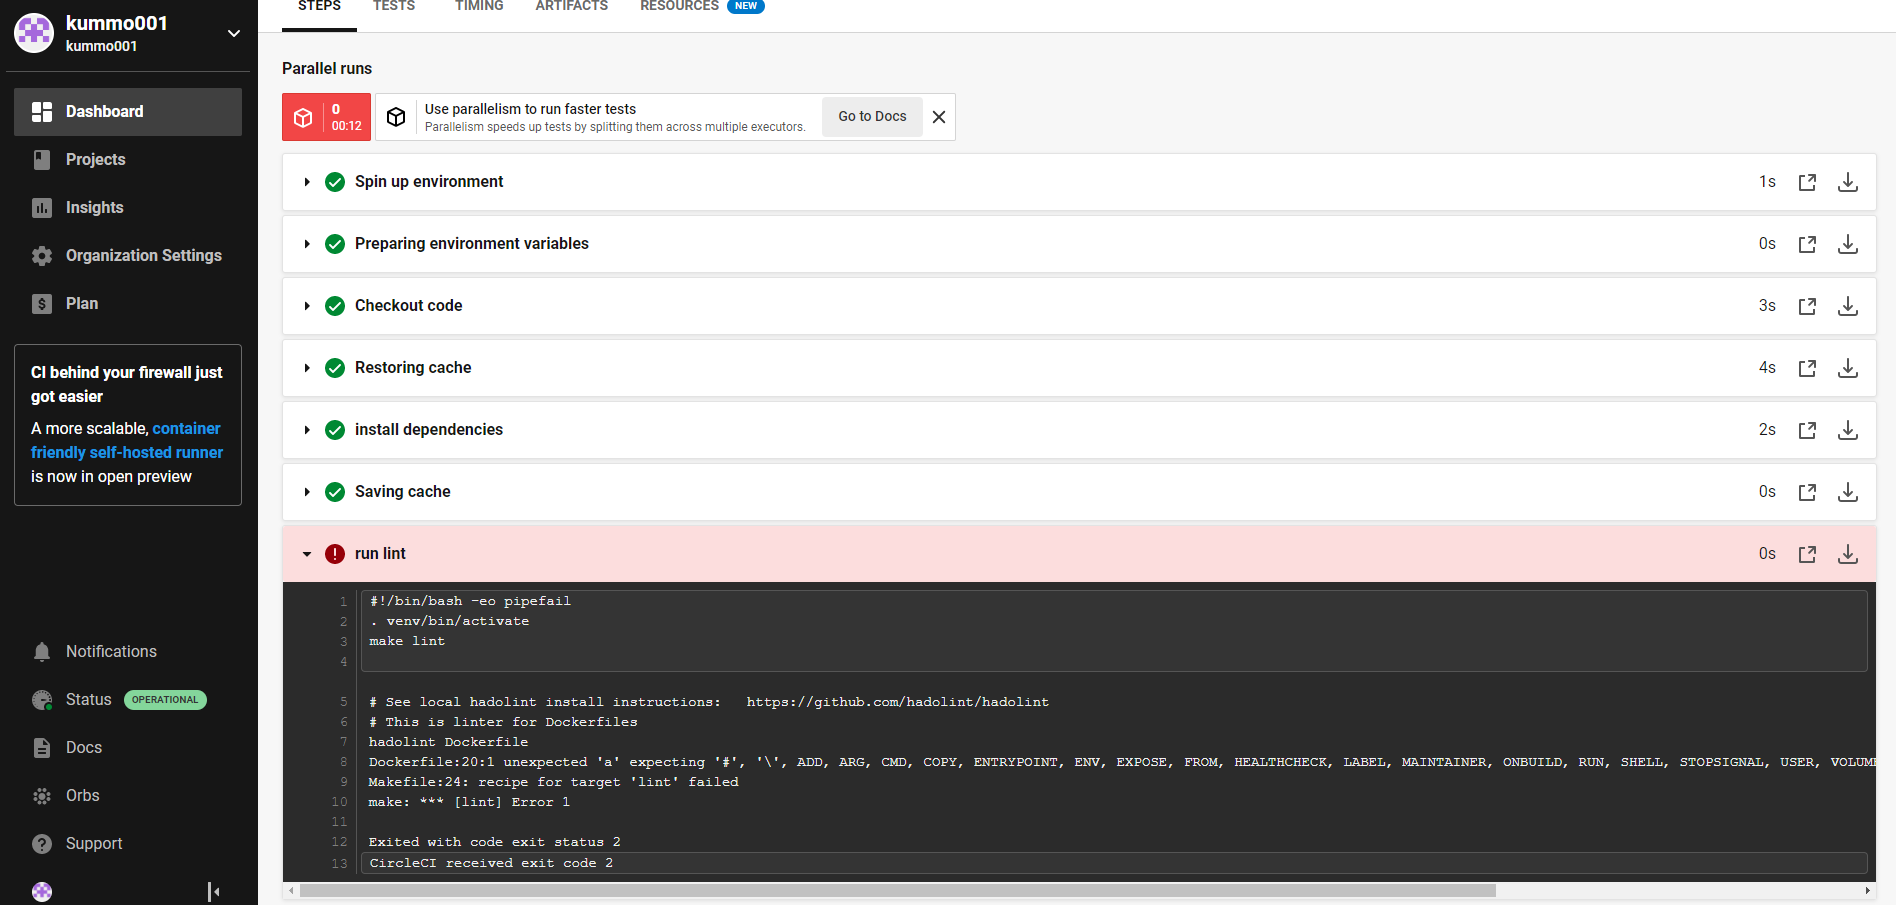 kummo001
kummo001
Dashboard
Projects
Insights
Organization Settings
Plan
CI behind your firewall just
got easier
A more scalable, container
friendly self-hosted runner
is now in open preview
Notifications
Status OPERATIONAL
Docs
Orbs
Support
STEPS TESTS TIMING ARTIFACTS RESOURCES NEW
Parallel runs
0
00:12
Use parallelism to run faster tests
Parallelism speeds up tests by splitting them across multiple executors.
Go to Docs
Spin up environment 1s
Preparing environment variables 0s
Checkout code 3s
Restoring cache 4s
install dependencies 2s
Saving cache 0s
run lint 0s
1 #!/bin/bash -eo pipefail
2 . venv/bin/activate
3 make lint
4
5 # See local hadolint install instructions:   https://github.com/hadolint/hadolint
6 # This is linter for Dockerfiles
7 hadolint Dockerfile
8 Dockerfile:20:1 unexpected 'a' expecting '#', '\', ADD, ARG, CMD, COPY, ENTRYPOINT, ENV, EXPOSE, FROM, HEALTHCHECK, LABEL, MAINTAINER, ONBUILD, RUN, SHELL, STOPSIGNAL, USER,
9 Makefile:24: recipe for target 'lint' failed
10 make: *** [lint] Error 1
11
12 Exited with code exit status 2
13 CircleCI received exit code 2